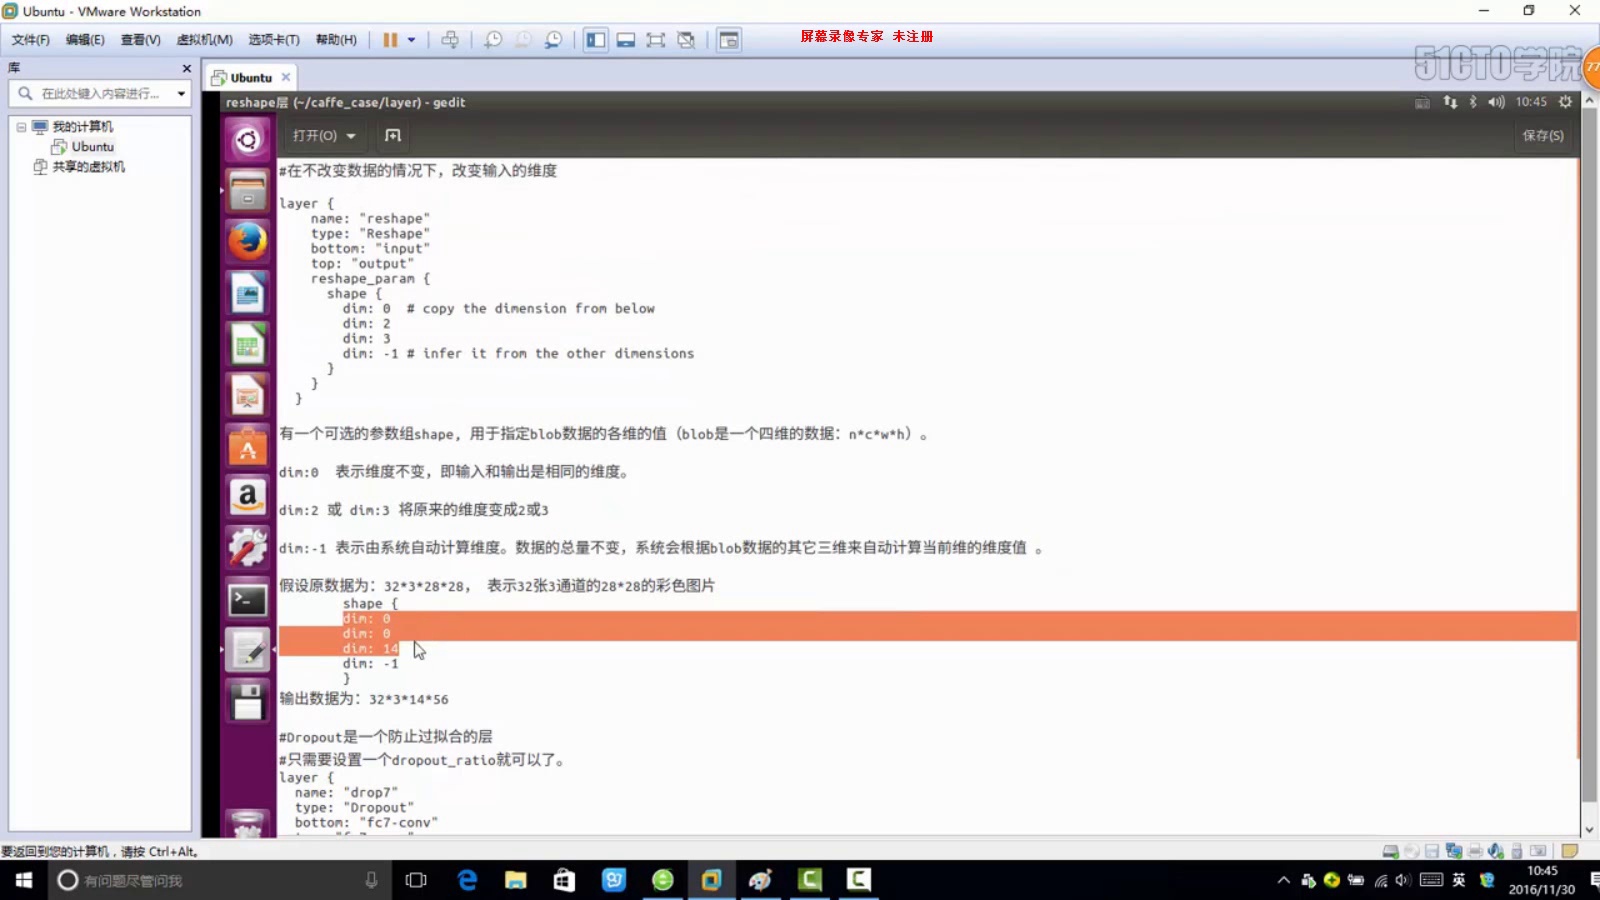 Ubuntu - VMware Workstation
文件(F) 编辑(E) 查看(V) 虚拟机(M) 选项卡(T) 帮助(H)
屏幕录像专家 未注册
51CTO学院
77
库
在此处键入内容进行...
我的计算机
Ubuntu
共享的虚拟机
Ubuntu
reshape层 (~/caffe_case/layer) - gedit
10:45
打开(O)
保存(S)
#在不改变数据的情况下，改变输入的维度
layer {
name: "reshape"
type: "Reshape"
bottom: "input"
top: "output"
reshape_param {
shape {
dim: 0 # copy the dimension from below
dim: 2
dim: 3
dim: -1 # infer it from the other dimensions
}
}
}
有一个可选的参数组shape, 用于指定blob数据的各维的值（blob是一个四维的数据：n*c*w*h）。
dim:0 表示维度不变，即输入和输出是相同的维度。
dim:2 或 dim:3 将原来的维度变成2或3
dim:-1 表示由系统自动计算维度。数据的总量不变，系统会根据blob数据的其它三维来自动计算当前维的维度值 。
假设原数据为：32*3*28*28， 表示32张3通道的28*28的彩色图片
shape {
dim: 0
dim: 0
dim: 14
dim: -1
}
输出数据为：32*3*14*56
#Dropout是一个防止过拟合的层
#只需要设置一个dropout_ratio就可以了。
layer {
name: "drop7"
type: "Dropout"
bottom: "fc7-conv"
要返回到您的计算机，请按 Ctrl+Alt。
有问题尽管问我
英
10:45
2016/11/30